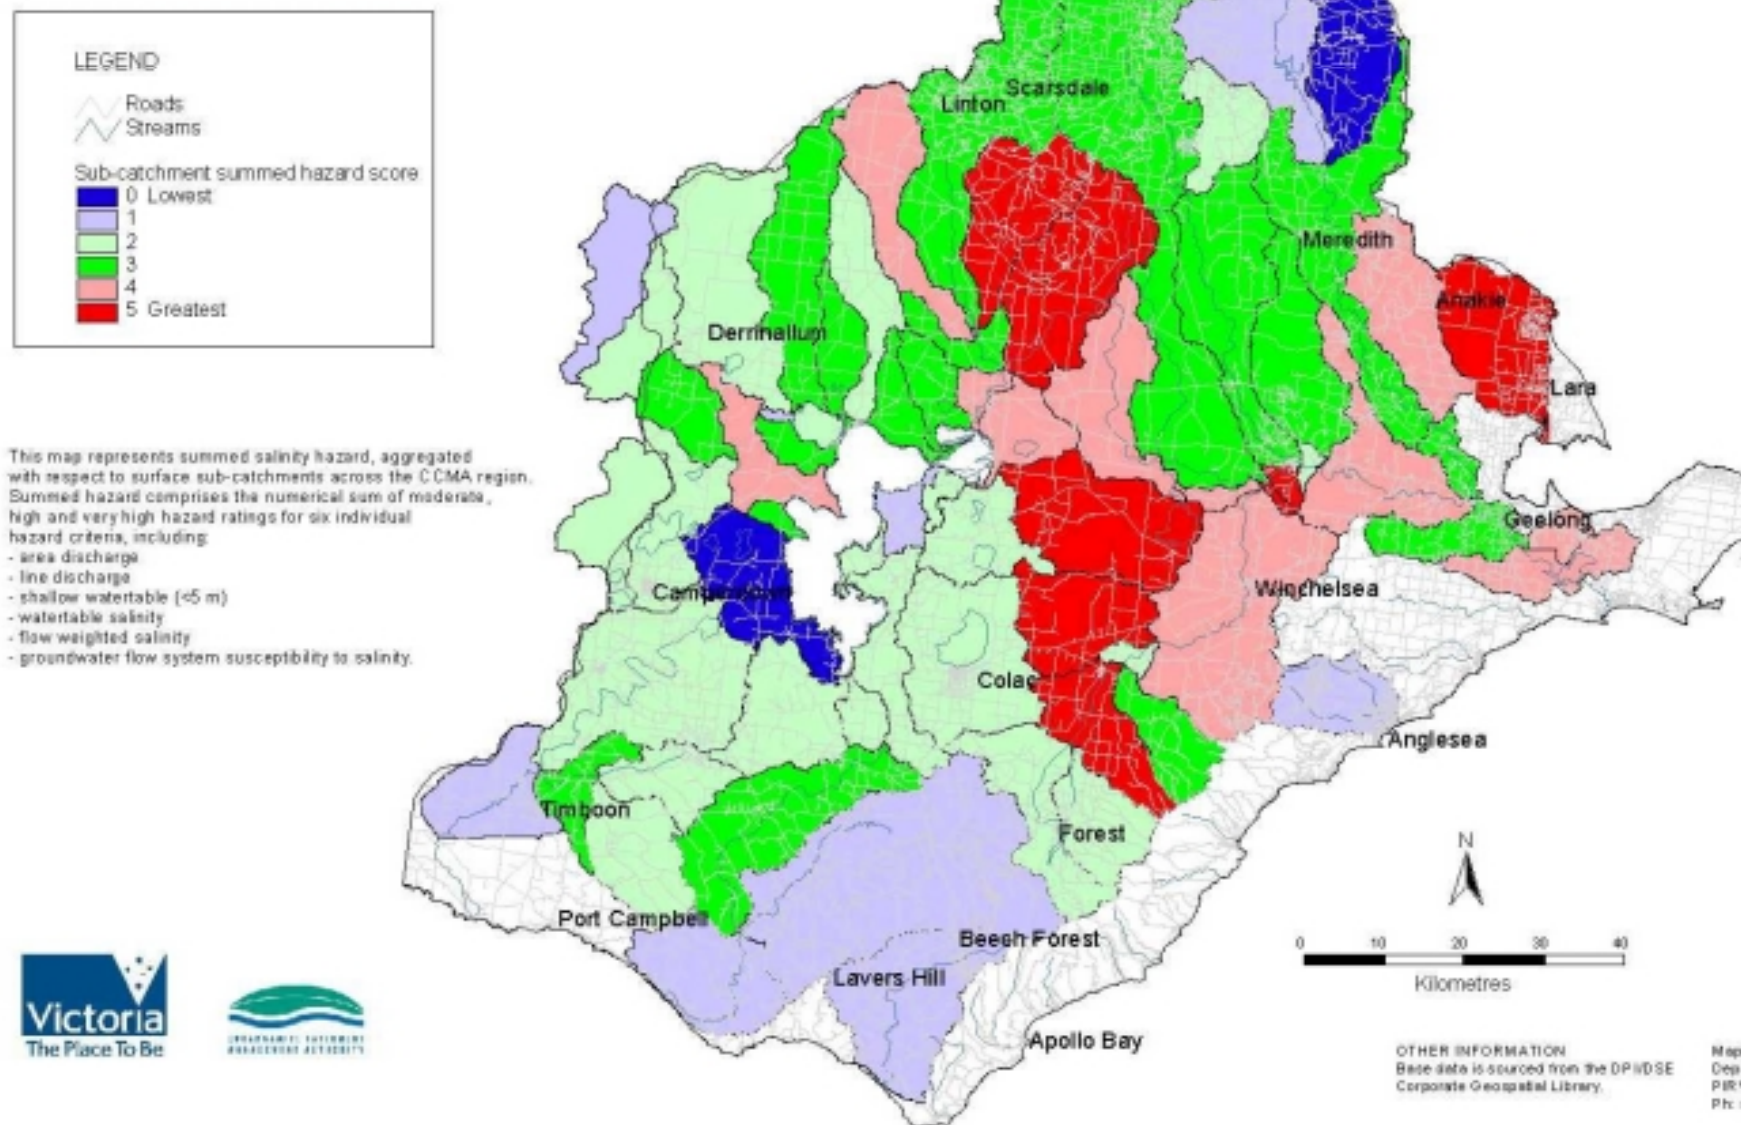 LEGEND
Roads
Streams
Sub-catchment summed hazard score
0 Lowest
1
2
3
4
5 Greatest
This map represents summed salinity hazard, aggregated
with respect to surface sub-catchments across the CCMA region.
Summed hazard comprises the numerical sum of moderate,
high and very high hazard ratings for six individual
hazard criteria, including:
- area discharge
- line discharge
- shallow watertable (<5 m)
- watertable salinity
- flow weighted salinity
- groundwater flow system susceptibility to salinity.
Scarsdale
Linton
Meredith
Anakie
Derrinallum
Lara
Geelong
Winchelsea
Colac
Anglesea
Timboon
Forest
Port Campbell
Beech Forest
Lavers Hill
Apollo Bay
N
0 10 20 30 40
Kilometres
Victoria
The Place To Be
MANAGEMENT AUTHORITY
OTHER INFORMATION
Base data is sourced from the DPI/DSE
Corporate Geospatial Library.
Map
Dep
PIR
Ph: